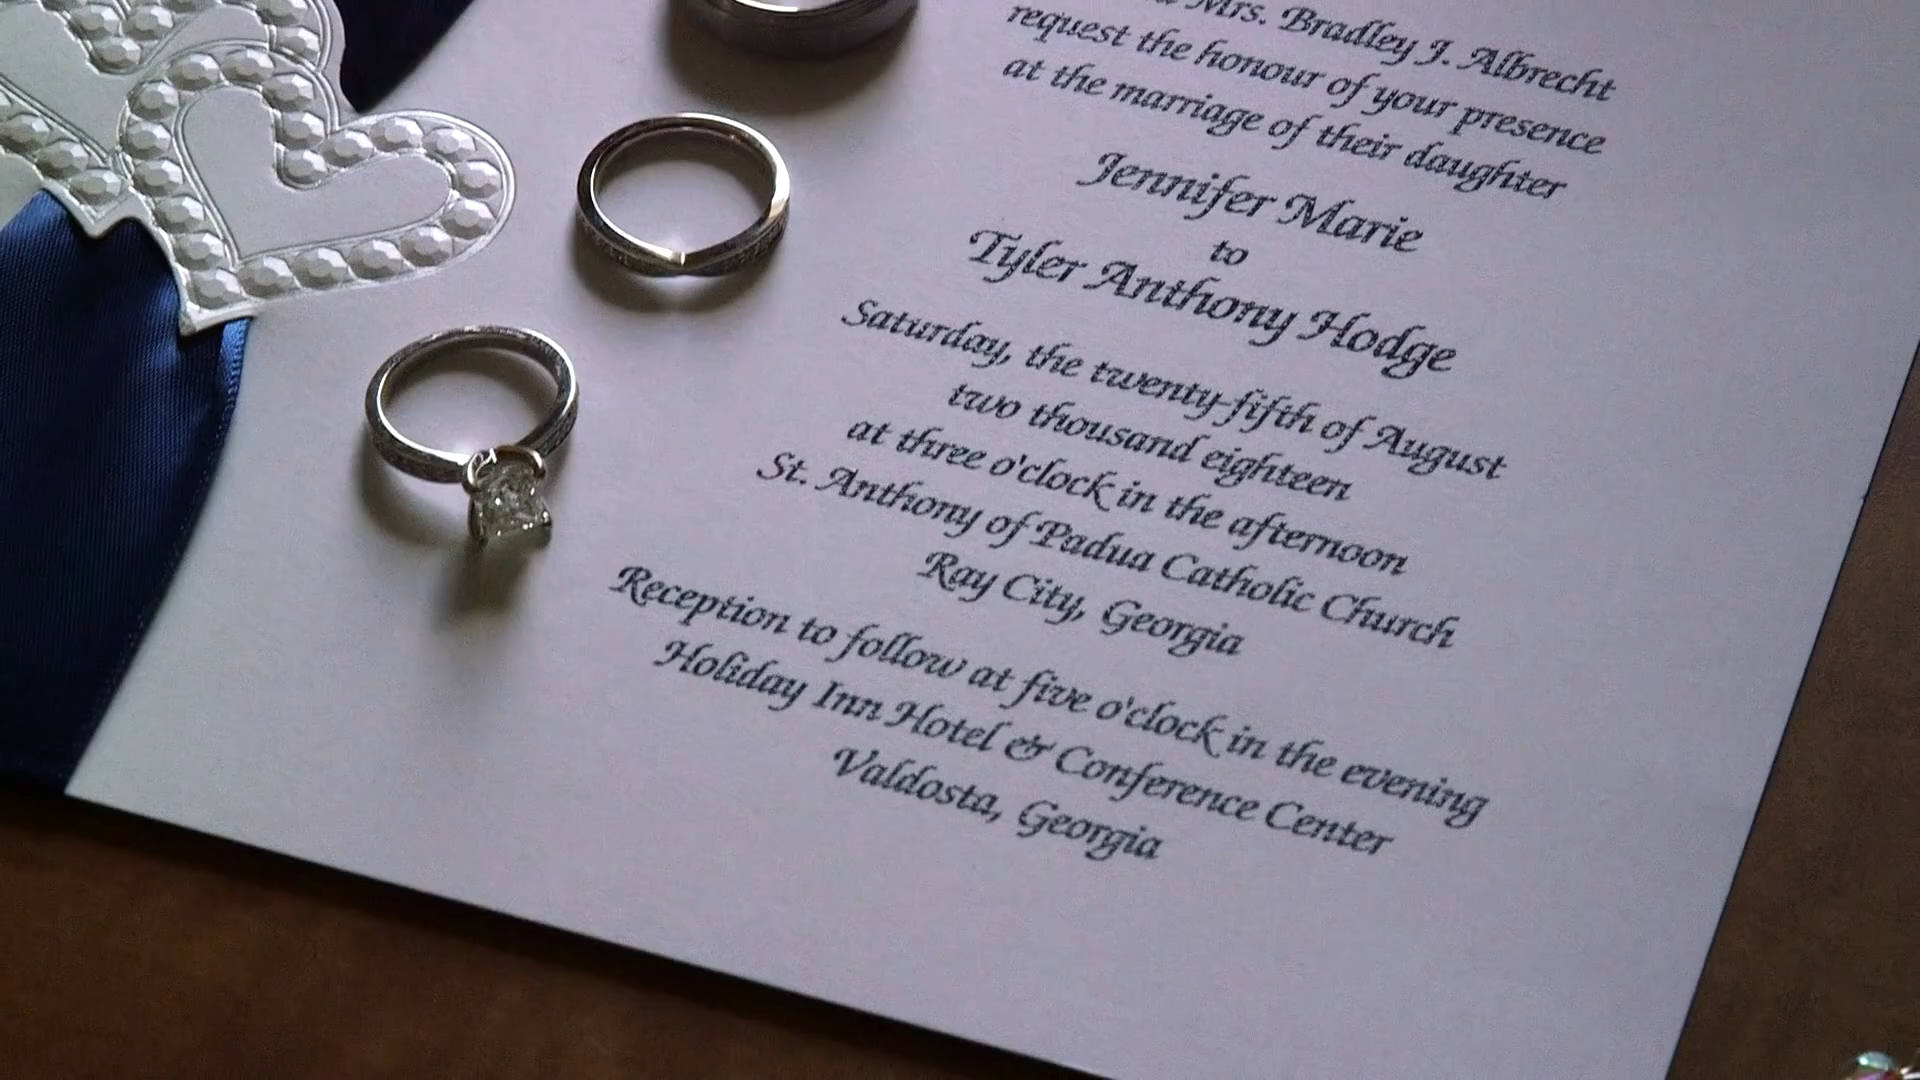 Mrs. Bradley J. Albrecht
request the honour of your presence
at the marriage of their daughter
Jennifer Marie
to
Tyler Anthony Hodge
Saturday, the twenty-fifth of August
two thousand eighteen
at three o'clock in the afternoon
St. Anthony of Padua Catholic Church
Ray City, Georgia
Reception to follow at five o'clock in the evening
Holiday Inn Hotel & Conference Center
Valdosta, Georgia